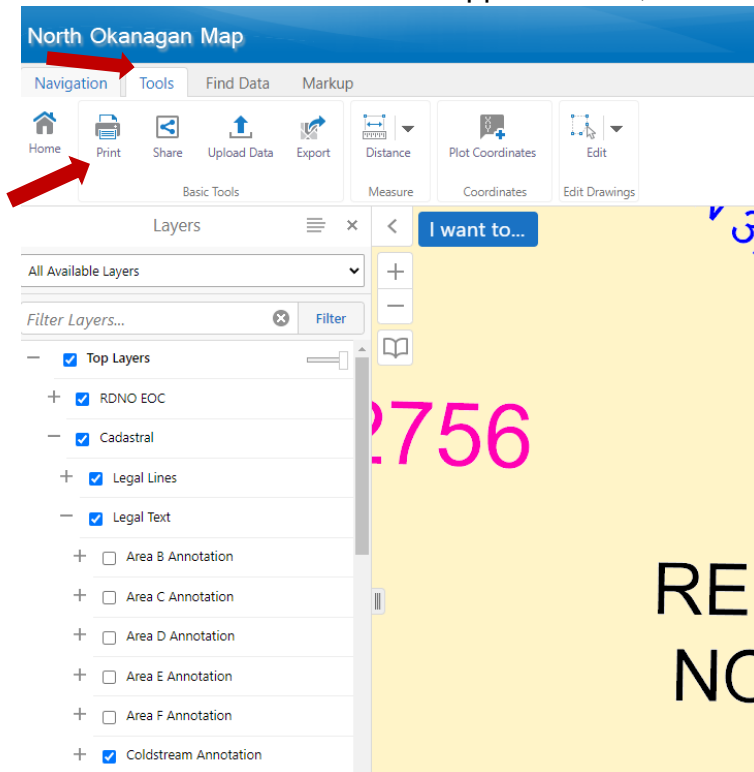 North Okanagan Map
Navigation Tools Find Data Markup
Home Print Share Upload Data Export Distance Plot Coordinates Edit
Basic Tools Measure Coordinates Edit Drawings
Layers
I want to...
All Available Layers
Filter Layers... Filter
Top Layers
RDNO EOC
Cadastral
2756
Legal Lines
Legal Text
Area B Annotation
Area C Annotation
RE
Area D Annotation
Area E Annotation
NO
Area F Annotation
Coldstream Annotation